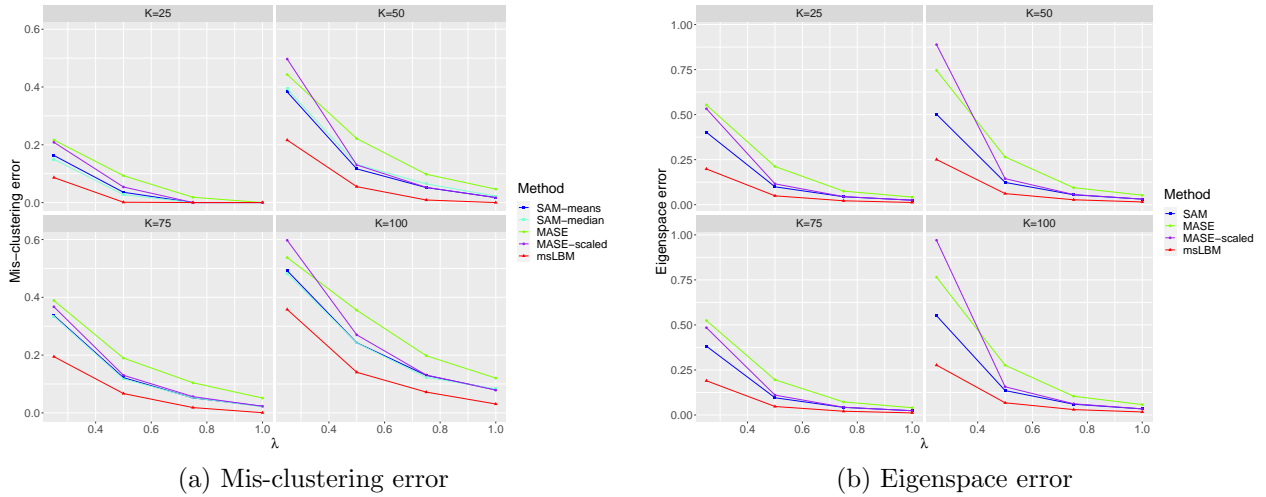 K=25
K=50
0.6
0.4
0.2
0.0
K=75
K=100
0.6
0.4
0.2
0.0
0.4
0.6
0.8
1.0
0.4
0.6
0.8
1.0
λ
Mis−clustering error
Method
SAM−means
SAM−median
MASE
MASE−scaled
msLBM
(a) Mis-clustering error
K=25
K=50
1.00
0.75
0.50
0.25
0.00
K=75
K=100
1.00
0.75
0.50
0.25
0.00
0.4
0.6
0.8
1.0
0.4
0.6
0.8
1.0
λ
Eigenspace error
Method
SAM
MASE
MASE−scaled
msLBM
(b) Eigenspace error